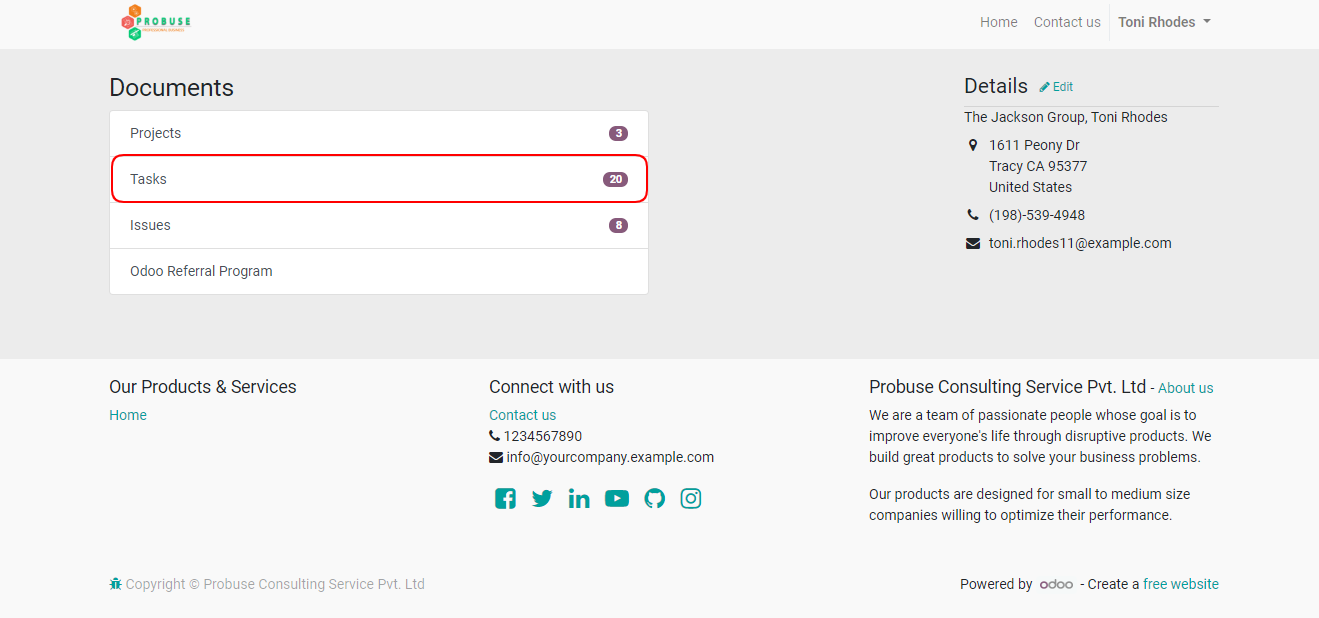 PROBUSE
PROFESSIONAL BUSINESS
Home Contact us Toni Rhodes
Documents
Projects 3
Tasks 20
Issues 8
Odoo Referral Program
Details Edit
The Jackson Group, Toni Rhodes
1611 Peony Dr
Tracy CA 95377
United States
(198)-539-4948
toni.rhodes11@example.com
Our Products & Services
Home
Connect with us
Contact us
1234567890
info@yourcompany.example.com
Probuse Consulting Service Pvt. Ltd - About us
We are a team of passionate people whose goal is to
improve everyone's life through disruptive products. We
build great products to solve your business problems.
Our products are designed for small to medium size
companies willing to optimize their performance.
Copyright © Probuse Consulting Service Pvt. Ltd
Powered by odoo - Create a free website